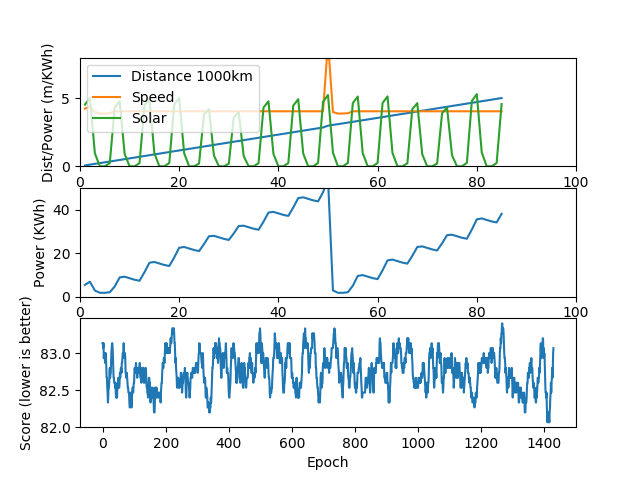 Dist/Power (m/KWh)
Distance 1000km
Speed
Solar
5
0
0 20 40 60 80 100
Power (KWh)
40
20
0
0 20 40 60 80 100
Score (lower is better)
83.0
82.5
82.0
0 200 400 600 800 1000 1200 1400
Epoch